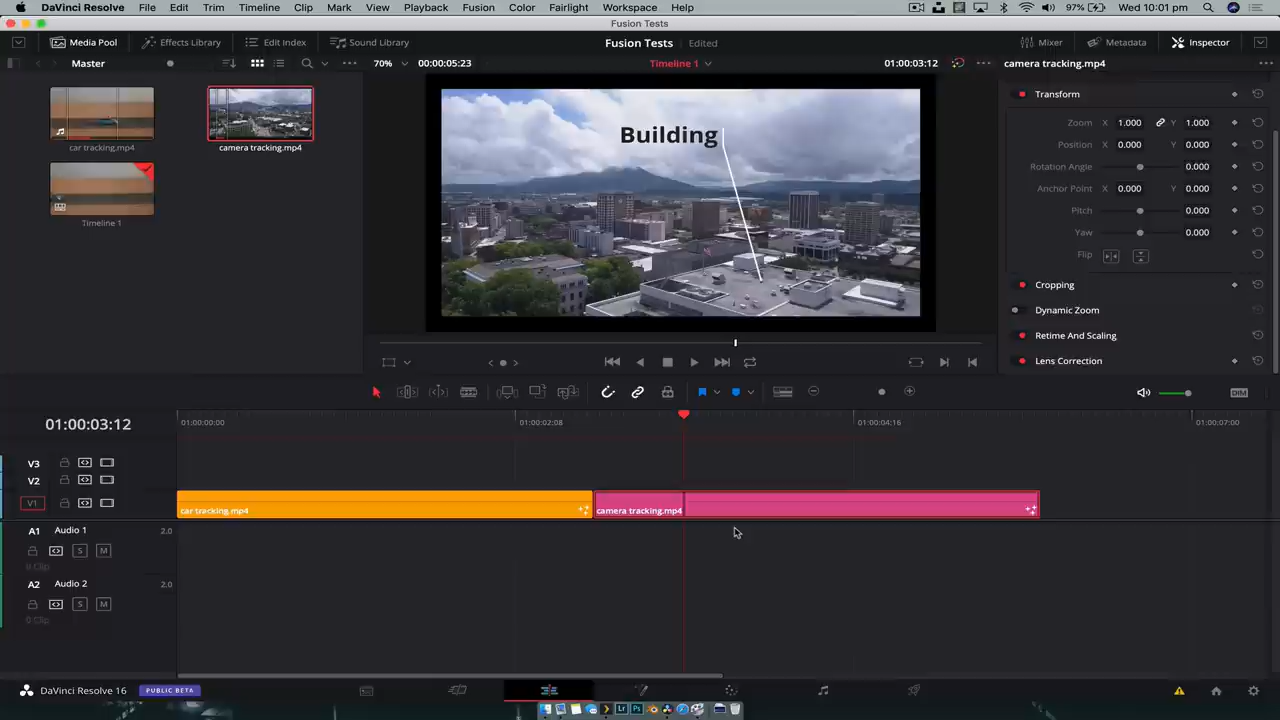 DaVinci Resolve File Edit Trim Timeline Clip Mark View Playback Fusion Color Fairlight Workspace Help 97% Wed 10:01 pm
Fusion Tests
Media Pool Effects Library Edit Index Sound Library Fusion Tests Edited Mixer Metadata Inspector
Master 70% 00:00:05:23 Timeline 1 01:00:03:12 camera tracking.mp4
Transform
Zoom X 1.000 Y 1.000
Position X 0.000 Y 0.000
Rotation Angle 0.000
Anchor Point X 0.000 Y 0.000
Pitch 0.000
Yaw 0.000
Flip
Cropping
Dynamic Zoom
Retime And Scaling
Lens Correction
car tracking.mp4 camera tracking.mp4
Timeline 1
Building
DIM
01:00:03:12 01:00:00:00 01:00:02:08 01:00:04:16 01:00:07:00
V3
V2
V1
car tracking.mp4 camera tracking.mp4
A1 Audio 1 2.0
S M
0 Clip
A2 Audio 2 2.0
S M
0 Clip
DaVinci Resolve 16 PUBLIC BETA
Lr Ps